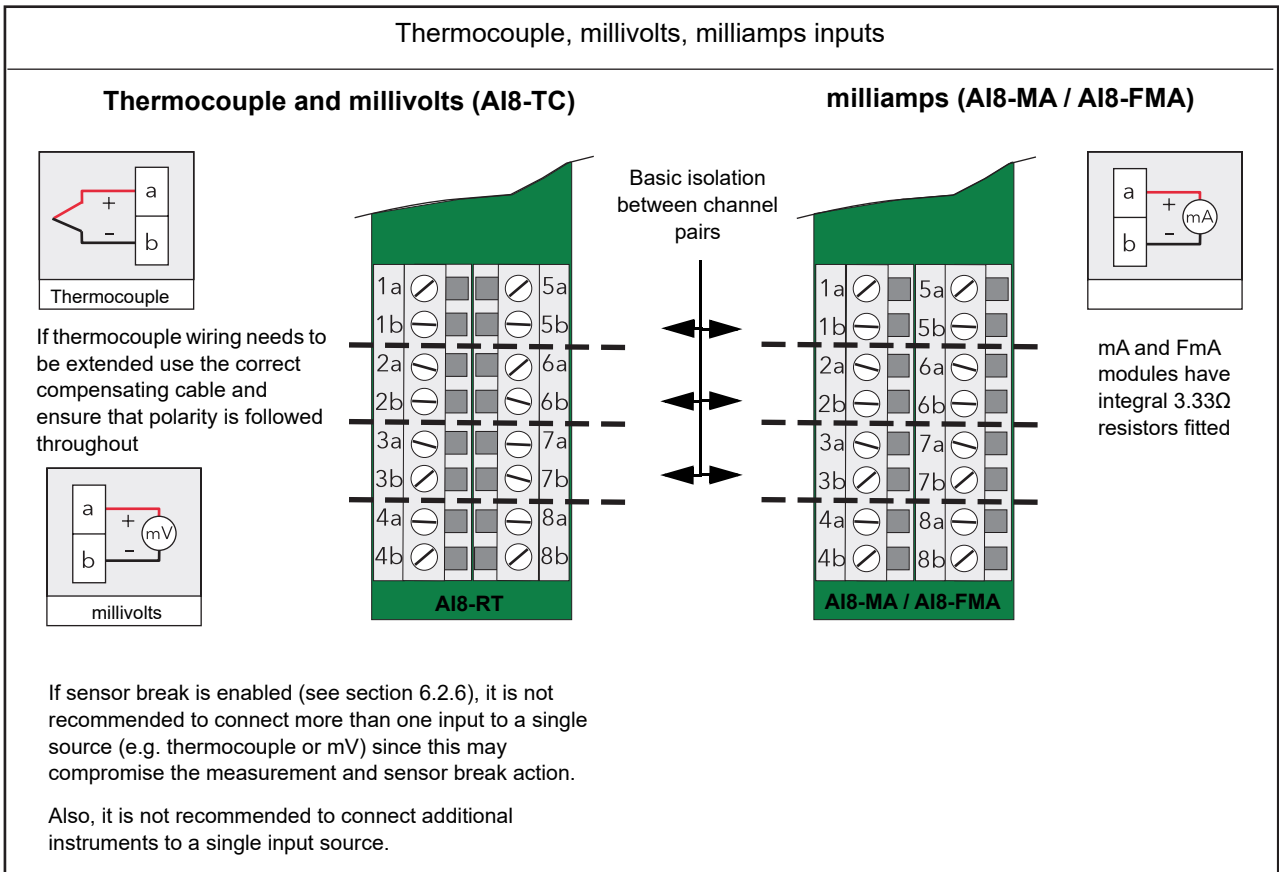 Thermocouple, millivolts, milliamps inputs
Thermocouple and millivolts (AI8-TC)
a
+
−
b
Thermocouple
If thermocouple wiring needs to
be extended use the correct
compensating cable and
ensure that polarity is followed
throughout
a
+
−
mV
b
millivolts
1a 5a
1b 5b
2a 6a
2b 6b
3a 7a
3b 7b
4a 8a
4b 8b
AI8-RT
Basic isolation
between channel
pairs
milliamps (AI8-MA / AI8-FMA)
1a 5a
1b 5b
2a 6a
2b 6b
3a 7a
3b 7b
4a 8a
4b 8b
AI8-MA / AI8-FMA
a
+
−
mA
b
mA and FmA
modules have
integral 3.33Ω
resistors fitted
If sensor break is enabled (see section 6.2.6), it is not
recommended to connect more than one input to a single
source (e.g. thermocouple or mV) since this may
compromise the measurement and sensor break action.
Also, it is not recommended to connect additional
instruments to a single input source.